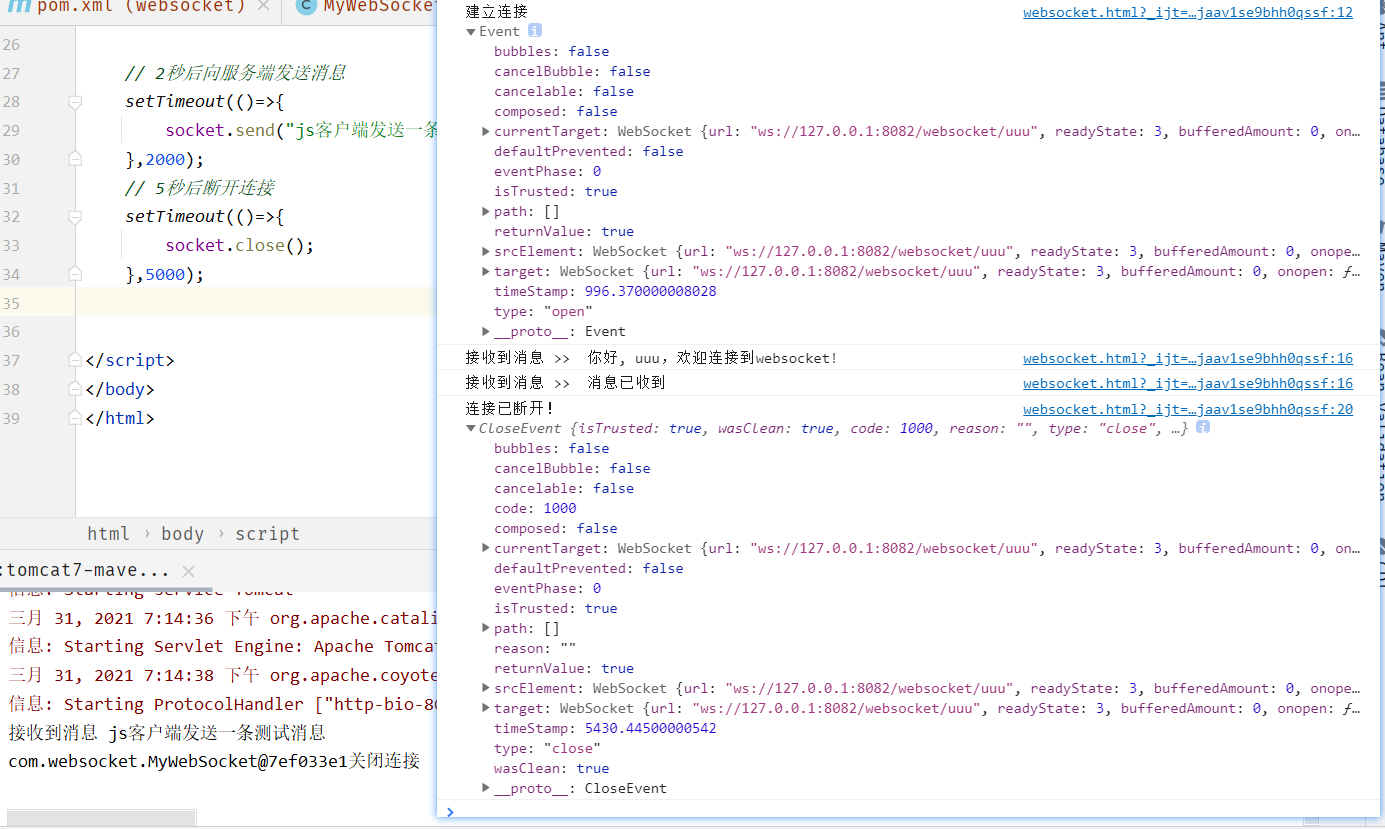 pom.xml (websocket)
MyWebSocket
26
27 // 2秒后向服务端发送消息
28 setTimeout(()=>{
29 socket.send("js客户端发送一条
30 },2000);
31 // 5秒后断开连接
32 setTimeout(()=>{
33 socket.close();
34 },5000);
35
36
37 </script>
38 </body>
39 </html>
html › body › script
:tomcat7-mave...
信息: Starting service Tomcat
三月 31, 2021 7:14:36 下午 org.apache.catali
信息: Starting Servlet Engine: Apache Tomcat
三月 31, 2021 7:14:38 下午 org.apache.coyote
信息: Starting ProtocolHandler ["http-bio-80
接收到消息 js客户端发送一条测试消息
com.websocket.MyWebSocket@7ef033e1关闭连接
建立连接 websocket.html?_ijt=…jaav1se9bhh0qssf:12
Event
bubbles: false
cancelBubble: false
cancelable: false
composed: false
currentTarget: WebSocket {url: "ws://127.0.0.1:8082/websocket/uuu", readyState: 3, bufferedAmount: 0, on…
defaultPrevented: false
eventPhase: 0
isTrusted: true
path: []
returnValue: true
srcElement: WebSocket {url: "ws://127.0.0.1:8082/websocket/uuu", readyState: 3, bufferedAmount: 0, onope…
target: WebSocket {url: "ws://127.0.0.1:8082/websocket/uuu", readyState: 3, bufferedAmount: 0, onopen: ƒ…
timeStamp: 996.370000008028
type: "open"
__proto__: Event
接收到消息 >> 你好, uuu，欢迎连接到websocket! websocket.html?_ijt=…jaav1se9bhh0qssf:16
接收到消息 >> 消息已收到 websocket.html?_ijt=…jaav1se9bhh0qssf:16
连接已断开! websocket.html?_ijt=…jaav1se9bhh0qssf:20
CloseEvent {isTrusted: true, wasClean: true, code: 1000, reason: "", type: "close", …}
bubbles: false
cancelBubble: false
cancelable: false
code: 1000
composed: false
currentTarget: WebSocket {url: "ws://127.0.0.1:8082/websocket/uuu", readyState: 3, bufferedAmount: 0, on…
defaultPrevented: false
eventPhase: 0
isTrusted: true
path: []
reason: ""
returnValue: true
srcElement: WebSocket {url: "ws://127.0.0.1:8082/websocket/uuu", readyState: 3, bufferedAmount: 0, onope…
target: WebSocket {url: "ws://127.0.0.1:8082/websocket/uuu", readyState: 3, bufferedAmount: 0, onopen: ƒ…
timeStamp: 5430.44500000542
type: "close"
wasClean: true
__proto__: CloseEvent